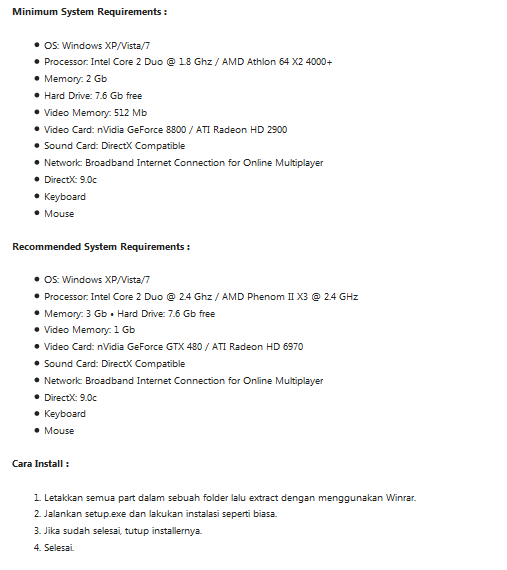 Minimum System Requirements :
• OS: Windows XP/Vista/7
• Processor: Intel Core 2 Duo @ 1.8 Ghz / AMD Athlon 64 X2 4000+
• Memory: 2 Gb
• Hard Drive: 7.6 Gb free
• Video Memory: 512 Mb
• Video Card: nVidia GeForce 8800 / ATI Radeon HD 2900
• Sound Card: DirectX Compatible
• Network: Broadband Internet Connection for Online Multiplayer
• DirectX: 9.0c
• Keyboard
• Mouse
Recommended System Requirements :
• OS: Windows XP/Vista/7
• Processor: Intel Core 2 Duo @ 2.4 Ghz / AMD Phenom II X3 @ 2.4 GHz
• Memory: 3 Gb • Hard Drive: 7.6 Gb free
• Video Memory: 1 Gb
• Video Card: nVidia GeForce GTX 480 / ATI Radeon HD 6970
• Sound Card: DirectX Compatible
• Network: Broadband Internet Connection for Online Multiplayer
• DirectX: 9.0c
• Keyboard
• Mouse
Cara Install :
1. Letakkan semua part dalam sebuah folder lalu extract dengan menggunakan Winrar.
2. Jalankan setup.exe dan lakukan instalasi seperti biasa.
3. Jika sudah selesai, tutup installernya.
4. Selesai.